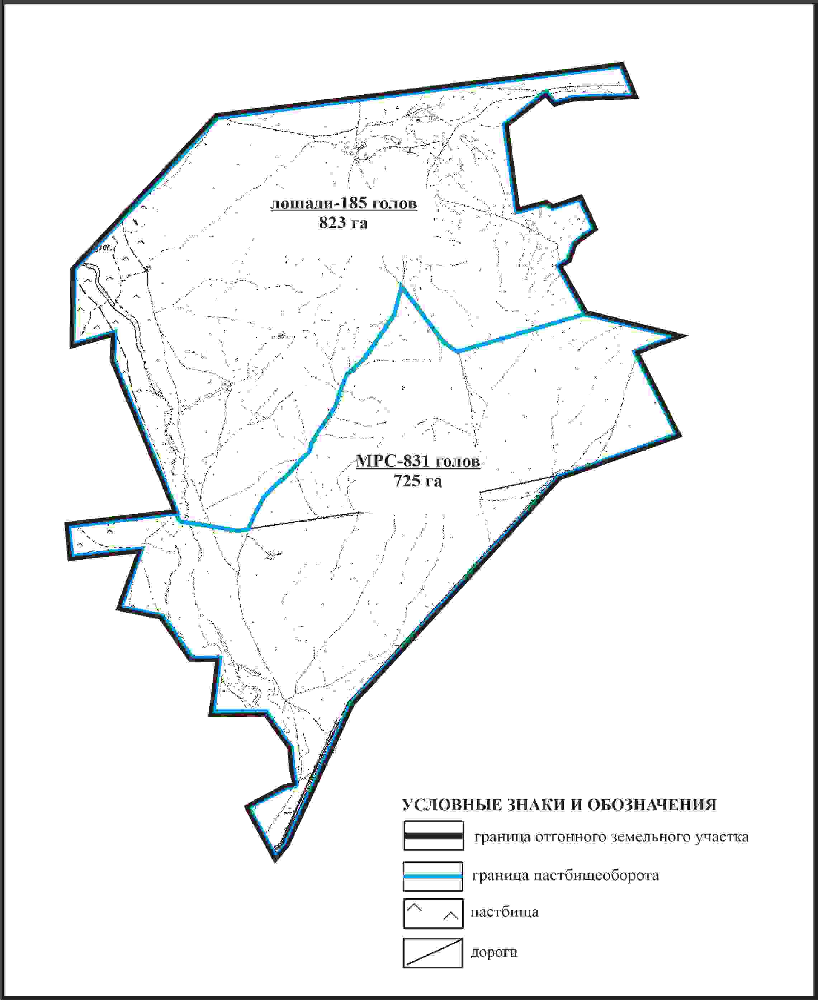 лошади-185 голов
823 га
МРС-831 голов
725 га
УСЛОВНЫЕ ЗНАКИ И ОБОЗНАЧЕНИЯ
граница отгонного земельного участка
граница пастбищеоборота
пастбища
дороги